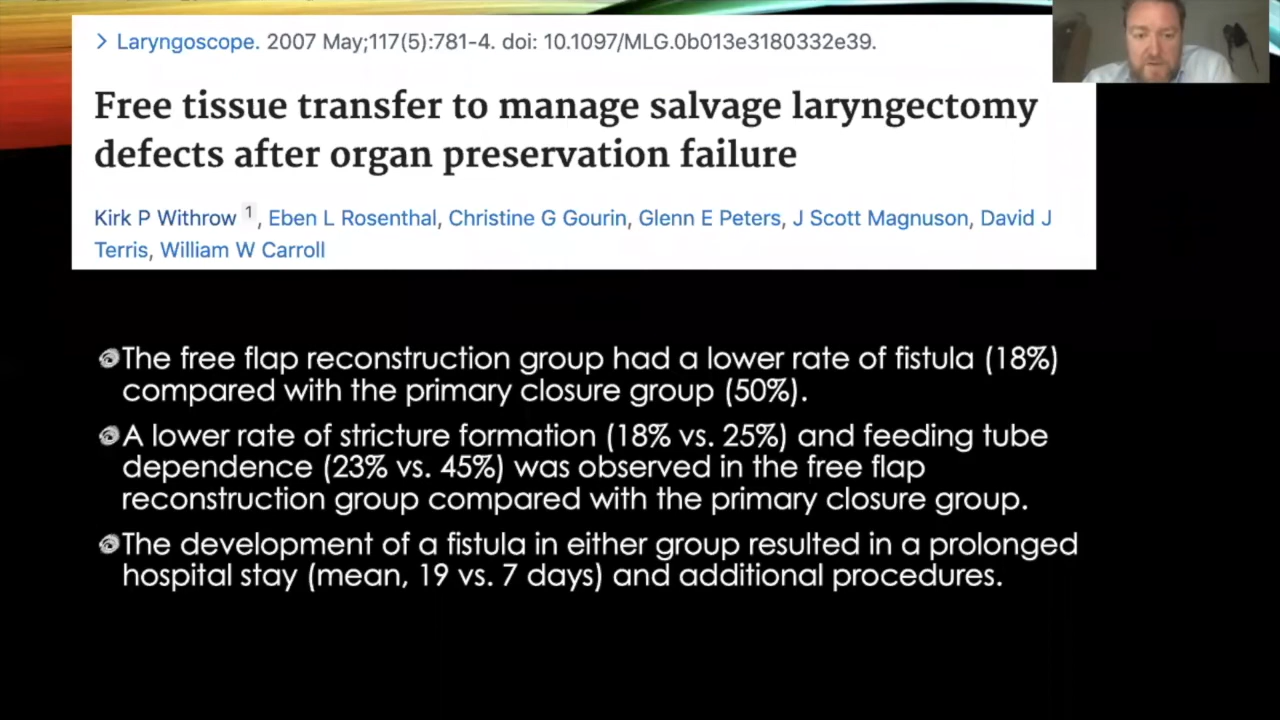 > Laryngoscope. 2007 May;117(5):781-4. doi: 10.1097/MLG.0b013e3180332e39.
Free tissue transfer to manage salvage laryngectomy
defects after organ preservation failure
Kirk P Withrow 1, Eben L Rosenthal, Christine G Gourin, Glenn E Peters, J Scott Magnuson, David J
Terris, William W Carroll
The free flap reconstruction group had a lower rate of fistula (18%)
compared with the primary closure group (50%).
A lower rate of stricture formation (18% vs. 25%) and feeding tube
dependence (23% vs. 45%) was observed in the free flap
reconstruction group compared with the primary closure group.
The development of a fistula in either group resulted in a prolonged
hospital stay (mean, 19 vs. 7 days) and additional procedures.